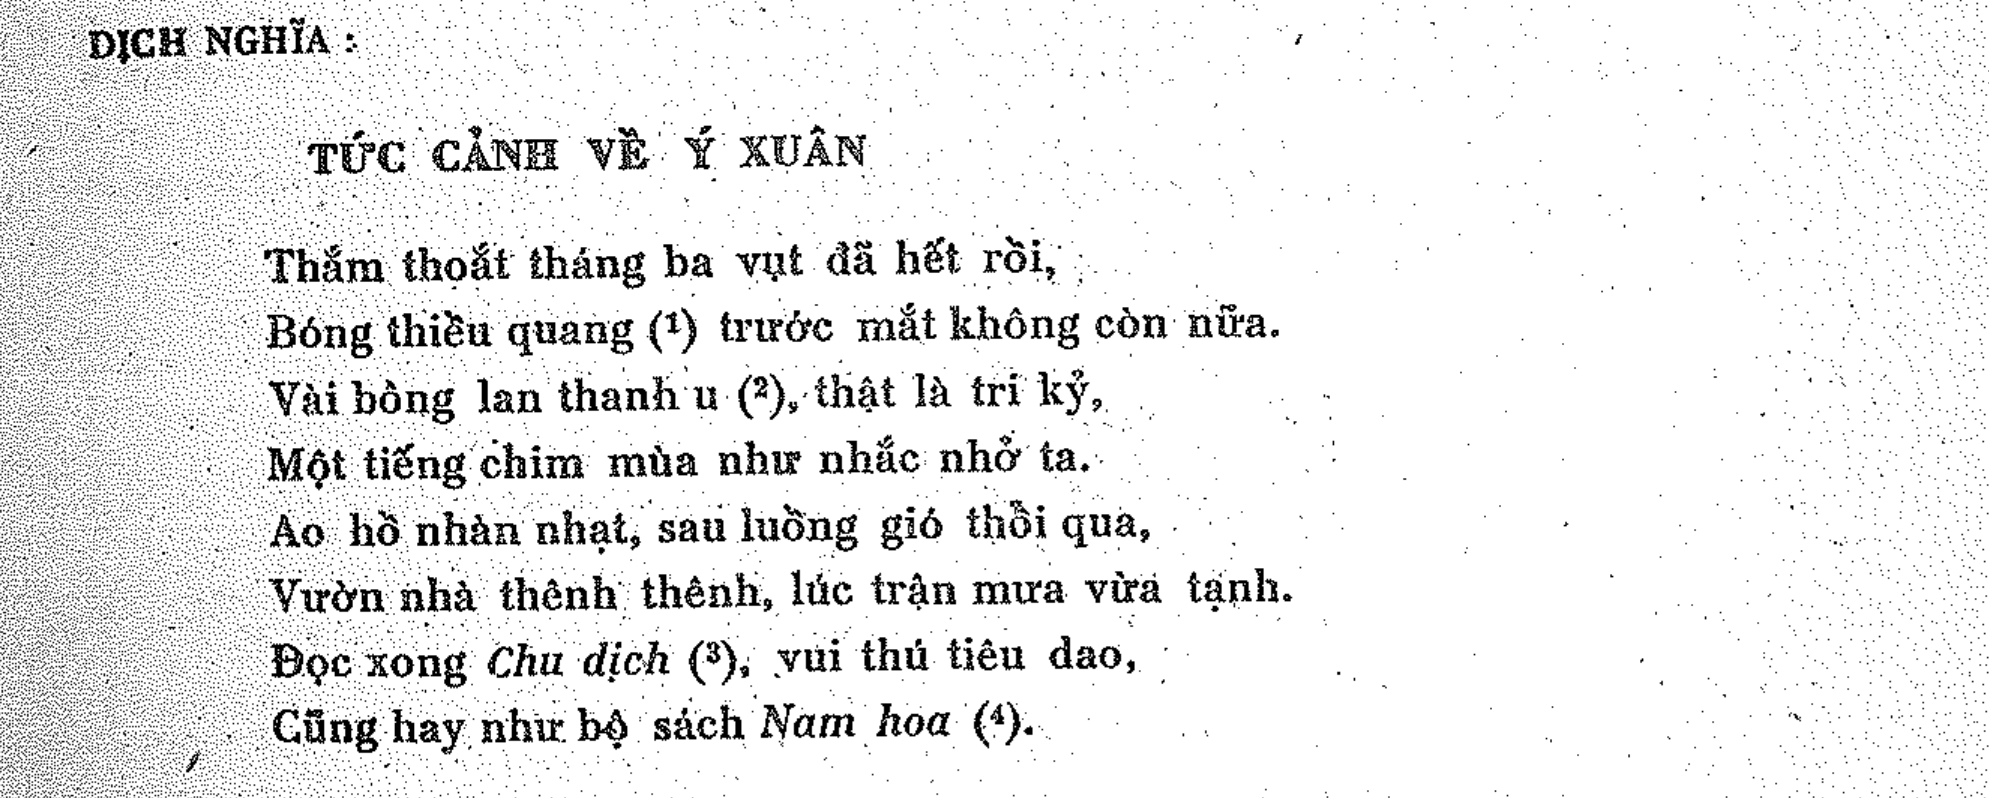 DỊCH NGHĨA :
TỨC CẢNH VỀ Ý XUÂN
Thắm thoắt tháng ba vụt đã hết rồi,
Bóng thiều quang (¹) trước mắt không còn nữa.
Vài bông lan thanh u (²), thật là tri kỷ,
Một tiếng chim mùa như nhắc nhở ta.
Ao hồ nhàn nhạt, sau luồng gió thổi qua,
Vườn nhà thênh thênh, lúc trận mưa vừa tạnh.
Đọc xong Chu dịch (³), vui thú tiêu dao,
Cũng hay như bộ sách Nam hoa (⁴).